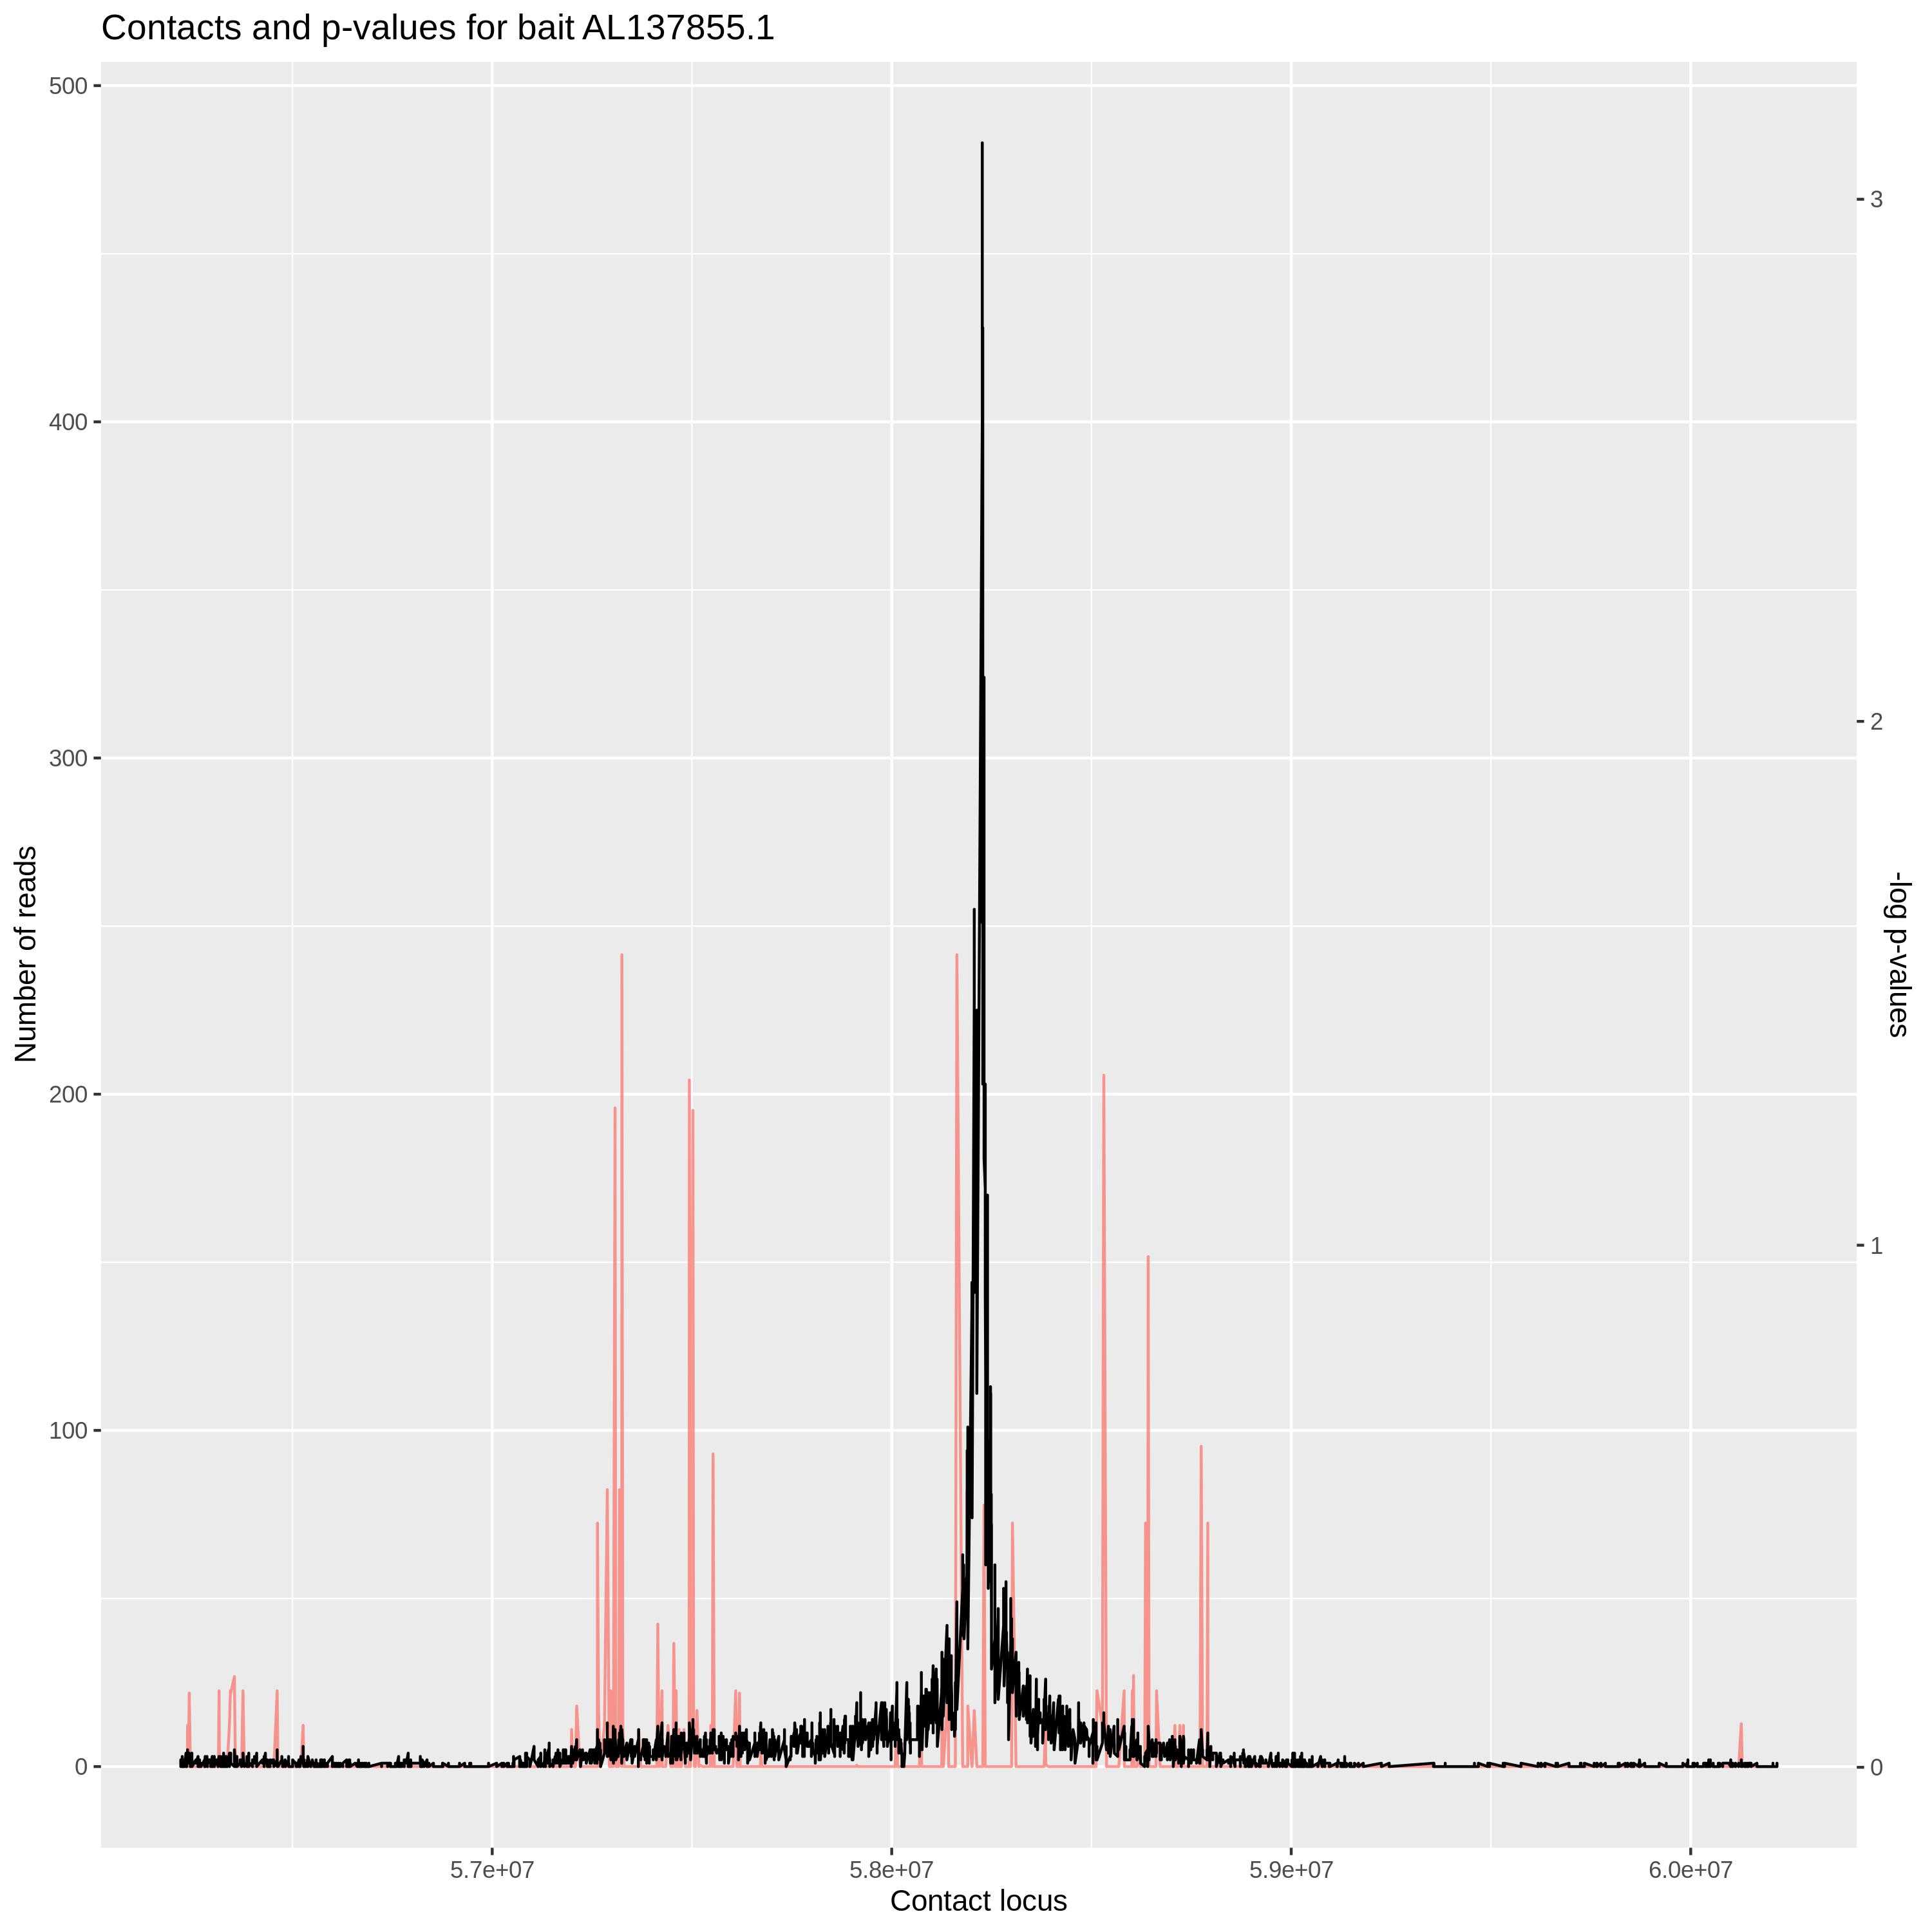 Contacts and p-values for bait AL137855.1
500
400
300
200
100
0
Number of reads
3
2
1
0
-log p-values
5.7e+07
5.8e+07
5.9e+07
6.0e+07
Contact locus